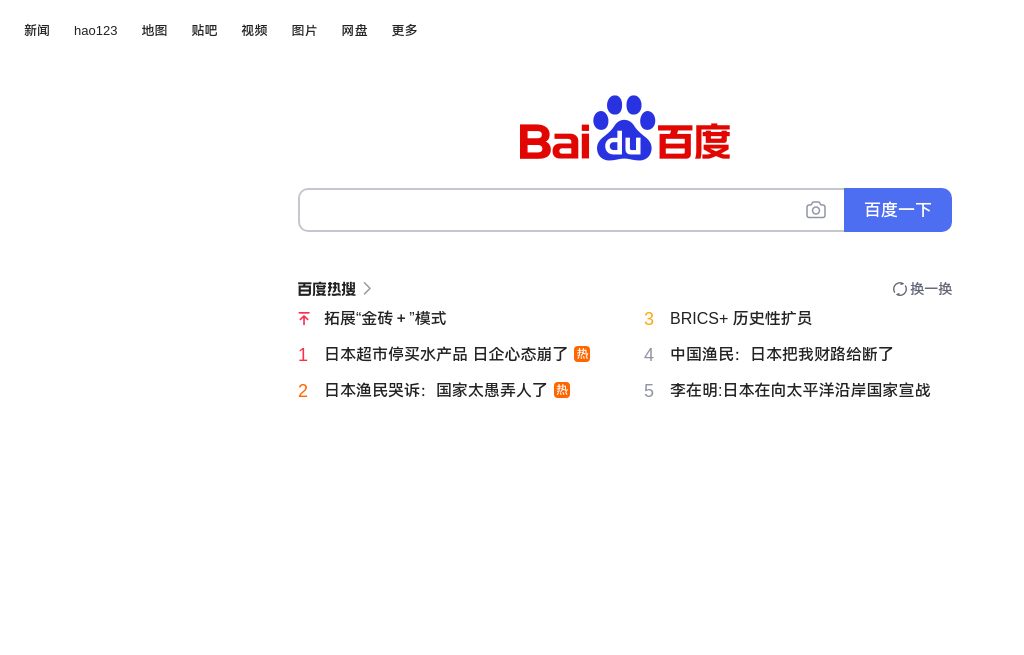 新闻 hao123 地图 贴吧 视频 图片 网盘 更多
Bai du 百度
百度一下
百度热搜 换一换
拓展“金砖 + ”模式
1 日本超市停买水产品 日企心态崩了 热
2 日本渔民哭诉：国家太愚弄人了 热
3 BRICS+ 历史性扩员
4 中国渔民：日本把我财路给断了
5 李在明:日本在向太平洋沿岸国家宣战